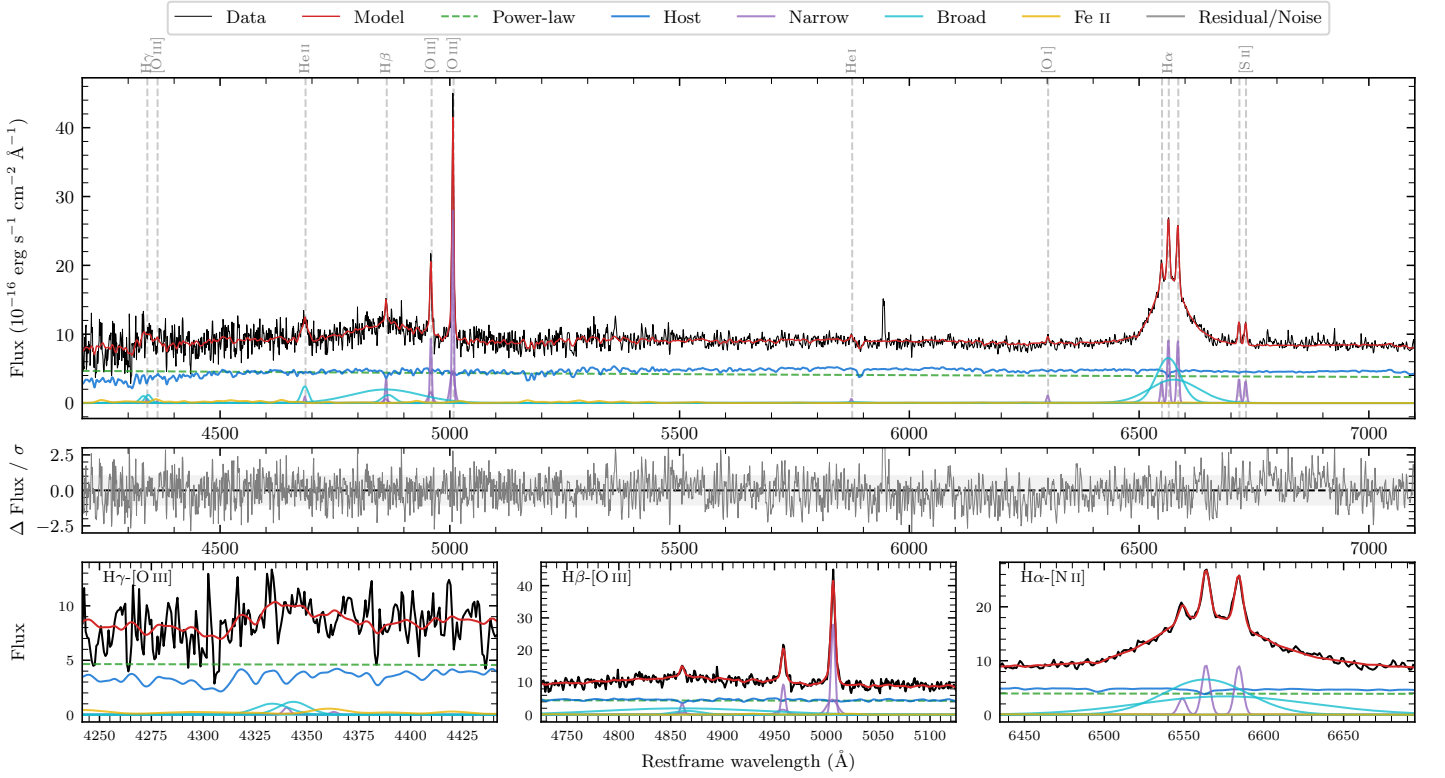 Data Model Power-law Host Narrow Broad Fe II Residual/Noise
Hγ [O III] He II Hβ [O III] [O III] He I [O I] Hα [S II]
Flux (10⁻¹⁶ erg s⁻¹ cm⁻² Å⁻¹)
40
30
20
10
0
4500 5000 5500 6000 6500 7000
Δ Flux / σ
2.5
0.0
−2.5
4500 5000 5500 6000 6500 7000
Flux
Hγ-[O III]
10
5
0
4250 4275 4300 4325 4350 4375 4400 4425
Hβ-[O III]
40
30
20
10
0
4750 4800 4850 4900 4950 5000 5050 5100
Hα-[N II]
20
10
0
6450 6500 6550 6600 6650
Restframe wavelength (Å)